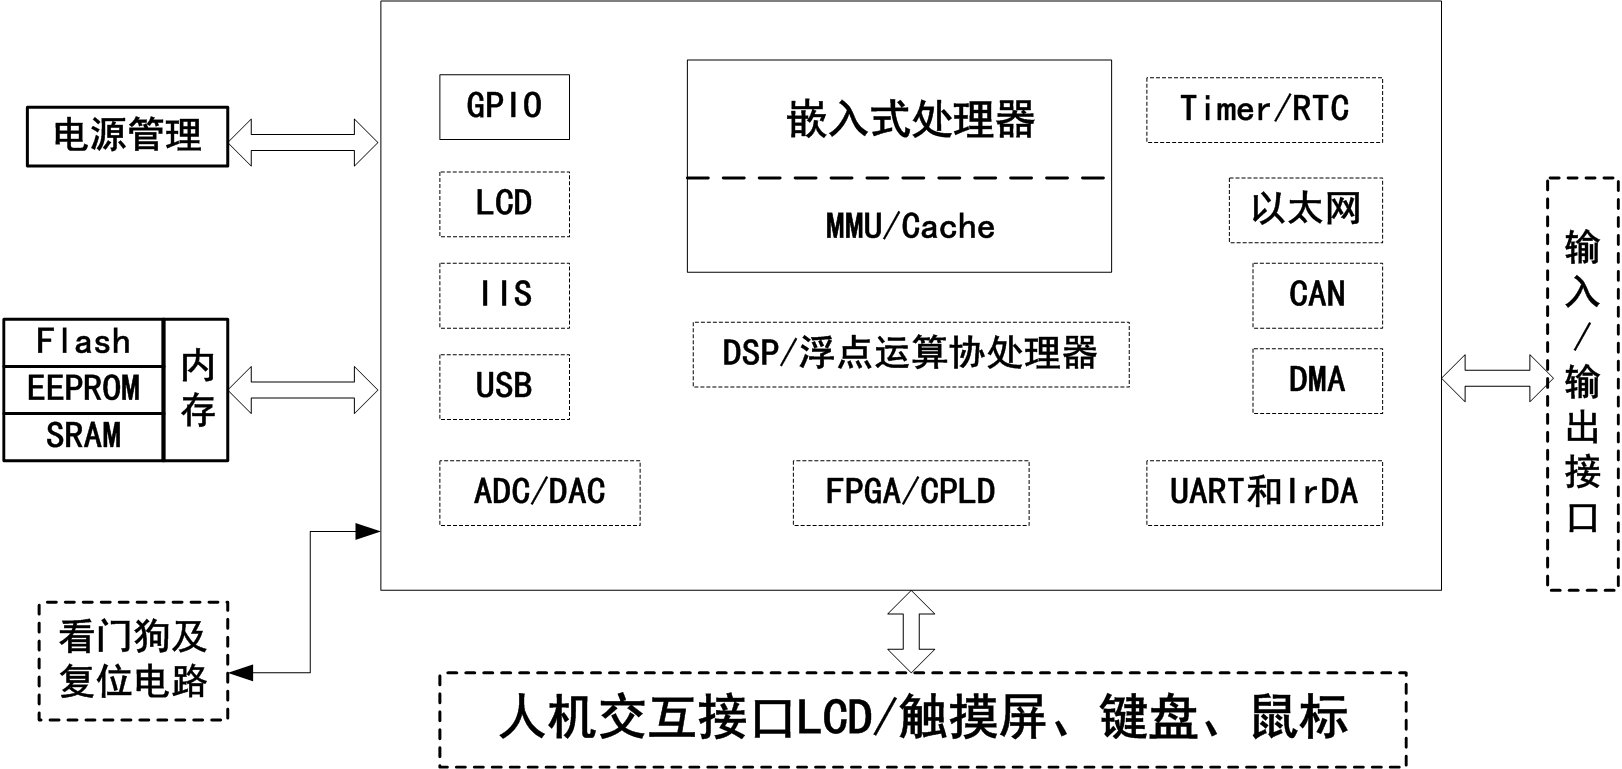 电源管理
Flash
EEPROM
SRAM
内存
看门狗及
复位电路
GPIO
LCD
IIS
USB
ADC/DAC
嵌入式处理器
MMU/Cache
DSP/浮点运算协处理器
FPGA/CPLD
Timer/RTC
以太网
CAN
DMA
UART和IrDA
输入/输出接口
人机交互接口LCD/触摸屏、键盘、鼠标